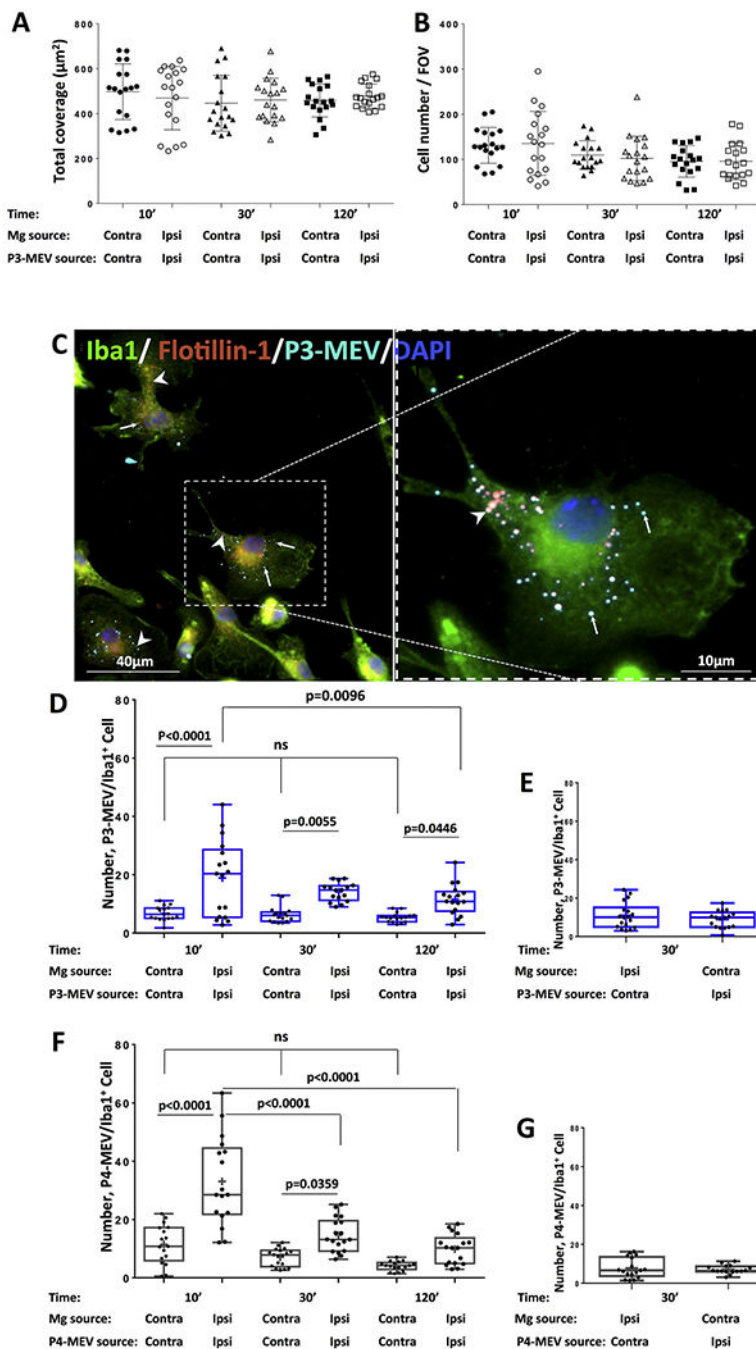 A
Total coverage (µm²)
800
600
400
200
0
Time: 10′ 30′ 120′
Mg source: Contra Ipsi Contra Ipsi Contra Ipsi
P3-MEV source: Contra Ipsi Contra Ipsi Contra Ipsi
B
Cell number / FOV
400
300
200
100
0
10′ 30′ 120′
Contra Ipsi Contra Ipsi Contra Ipsi
Contra Ipsi Contra Ipsi Contra Ipsi
C
Iba1/ Flotillin-1/P3-MEV/DAPI
40µm
10µm
D
Number, P3-MEV/Iba1⁺ Cell
80
60
40
20
0
p=0.0096
P<0.0001
ns
p=0.0055
p=0.0446
Time: 10′ 30′ 120′
Mg source: Contra Ipsi Contra Ipsi Contra Ipsi
P3-MEV source: Contra Ipsi Contra Ipsi Contra Ipsi
E
Number, P3-MEV/Iba1⁺ Cell
80
60
40
20
0
Time: 30′
Mg source: Ipsi Contra
P3-MEV source: Contra Ipsi
F
Number, P4-MEV/Iba1⁺ Cell
80
60
40
20
0
ns
p<0.0001
p<0.0001
p<0.0001
p=0.0359
Time: 10′ 30′ 120′
Mg source: Contra Ipsi Contra Ipsi Contra Ipsi
P4-MEV source: Contra Ipsi Contra Ipsi Contra Ipsi
G
Number, P4-MEV/Iba1⁺ Cell
80
60
40
20
0
Time: 30′
Mg source: Ipsi Contra
P4-MEV source: Contra Ipsi